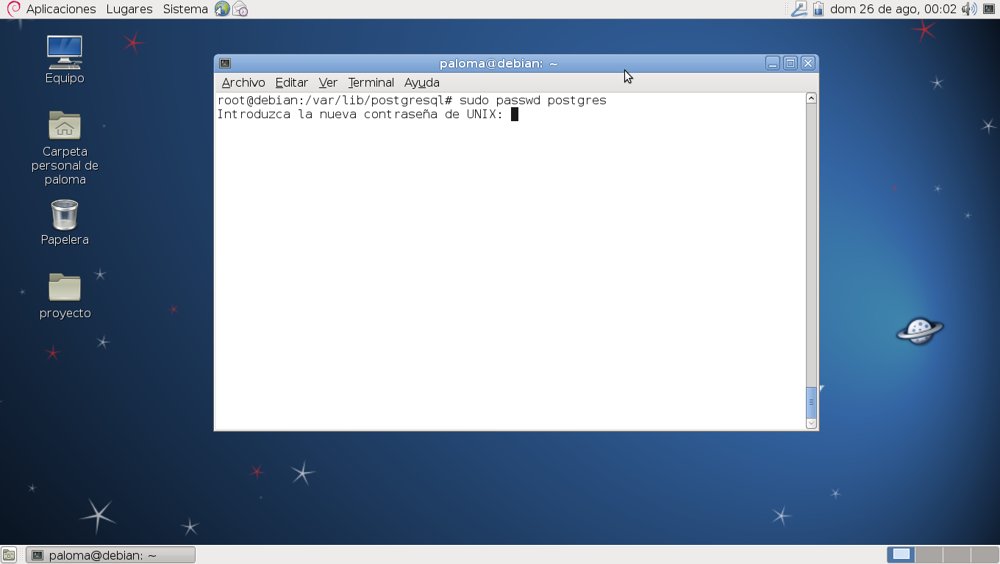 Aplicaciones Lugares Sistema dom 26 de ago, 00:02
Equipo
Carpeta
personal de
paloma
Papelera
proyecto
paloma@debian: ~
Archivo Editar Ver Terminal Ayuda
root@debian:/var/lib/postgresql# sudo passwd postgres
Introduzca la nueva contraseña de UNIX:
paloma@debian: ~